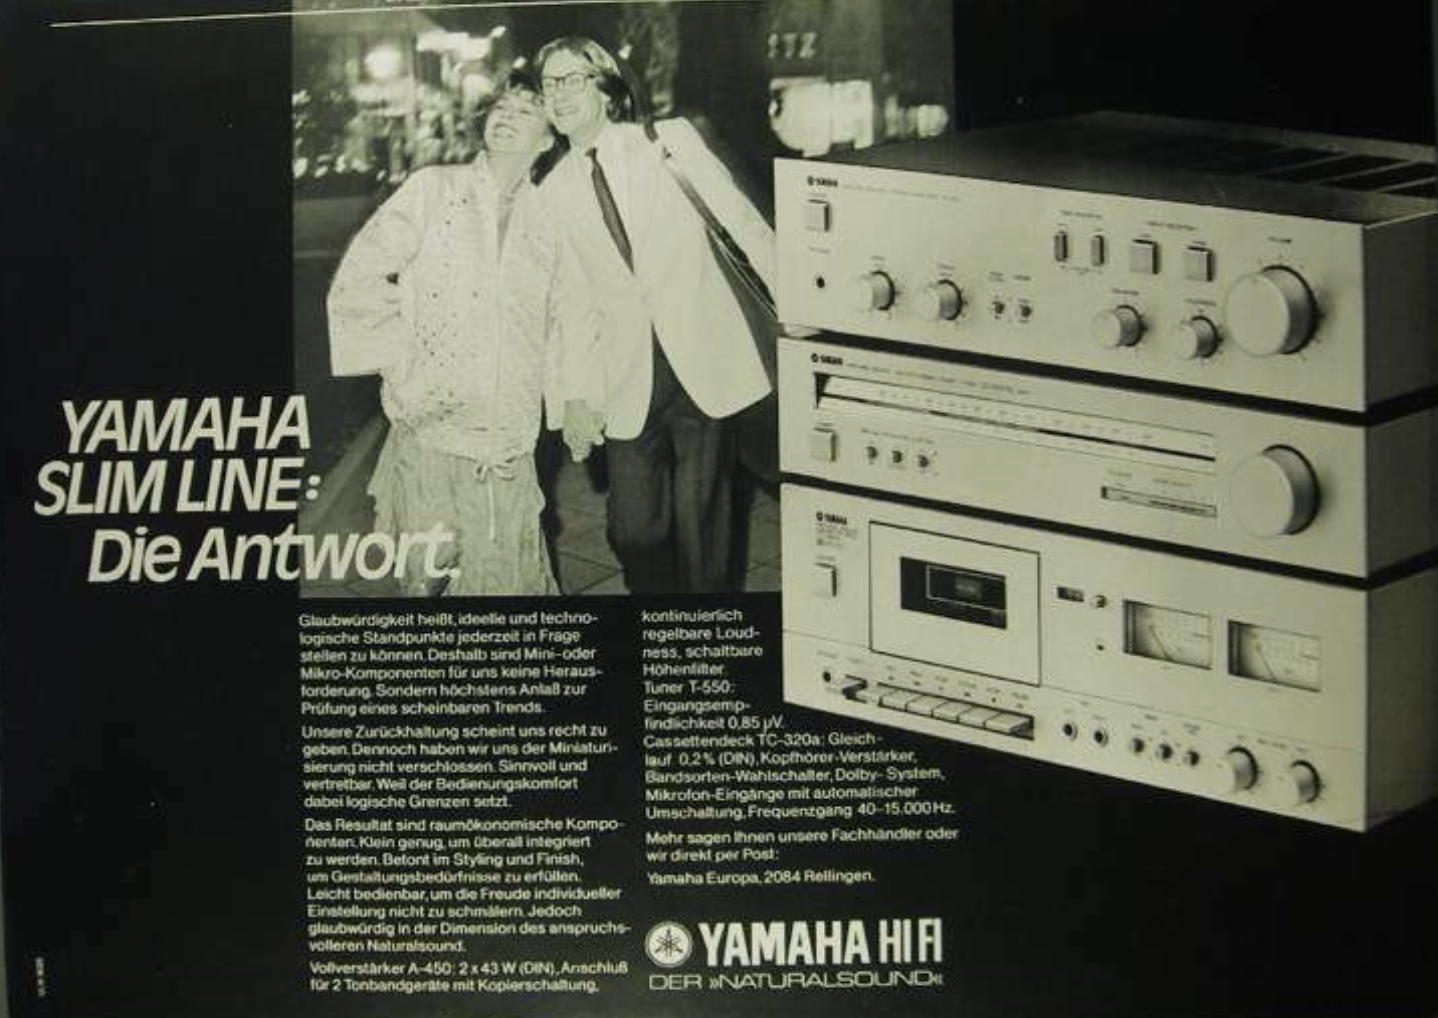 YAMAHA
SLIM LINE:
Die Antwort.
Glaubwürdigkeit heißt, ideelle und techno-
logische Standpunkte jederzeit in Frage
stellen zu können. Deshalb sind Mini- oder
Mikro-Komponenten für uns keine Heraus-
forderung. Sondern höchstens Anlaß zur
Prüfung eines scheinbaren Trends.
Unsere Zurückhaltung scheint uns recht zu
geben. Dennoch haben wir uns der Miniaturi-
sierung nicht verschlossen. Sinnvoll und
vertretbar. Weil der Bedienungskomfort
dabei logische Grenzen setzt.
Das Resultat sind raumökonomische Kompo-
nenten. Klein genug, um überall integriert
zu werden. Betont im Styling und Finish,
um Gestaltungsbedürfnisse zu erfüllen.
Leicht bedienbar, um die Freude individueller
Einstellung nicht zu schmälern. Jedoch
glaubwürdig in der Dimension des anspruchs-
volleren Naturalsound.
Vollverstärker A-450: 2 x 43 W (DIN), Anschluß
für 2 Tonbandgeräte mit Kopierschaltung,
kontinuierlich
regelbare Loud-
ness, schaltbare
Höhenfilter.
Tuner T-550:
Eingangsemp-
findlichkeit 0,85 µV.
Cassettendeck TC-320a: Gleich-
lauf 0,2% (DIN), Kopfhörer-Verstärker,
Bandsorten-Wahlschalter, Dolby-System,
Mikrofon-Eingänge mit automatischer
Umschaltung, Frequenzgang 40-15.000 Hz.
Mehr sagen Ihnen unsere Fachhändler oder
wir direkt per Post:
Yamaha Europa, 2084 Rellingen.
YAMAHA HI FI
DER »NATURALSOUND«
YAMAHA
YAMAHA
YAMAHA